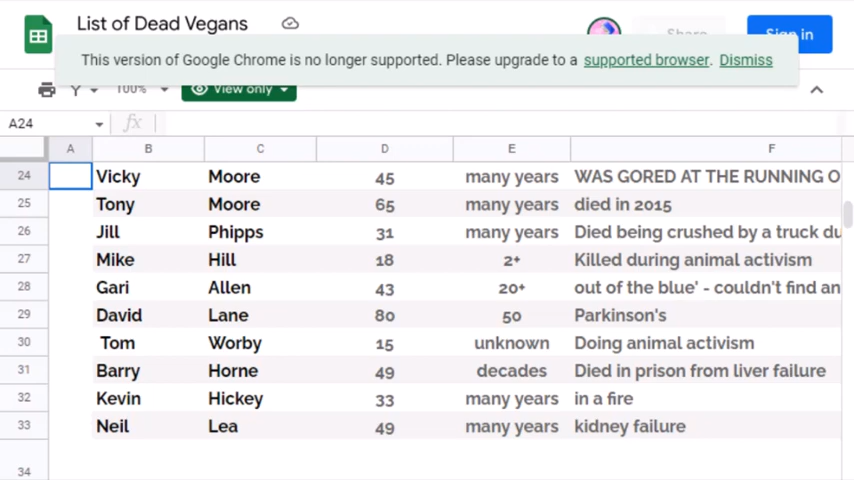 List of Dead Vegans
Share
Sign in
This version of Google Chrome is no longer supported. Please upgrade to a supported browser. Dismiss
100% View only
A24 fx
A B C D E F
24 Vicky Moore 45 many years WAS GORED AT THE RUNNING O
25 Tony Moore 65 many years died in 2015
26 Jill Phipps 31 many years Died being crushed by a truck du
27 Mike Hill 18 2+ Killed during animal activism
28 Gari Allen 43 20+ out of the blue' - couldn't find an
29 David Lane 80 50 Parkinson's
30 Tom Worby 15 unknown Doing animal activism
31 Barry Horne 49 decades Died in prison from liver failure
32 Kevin Hickey 33 many years in a fire
33 Neil Lea 49 many years kidney failure
34